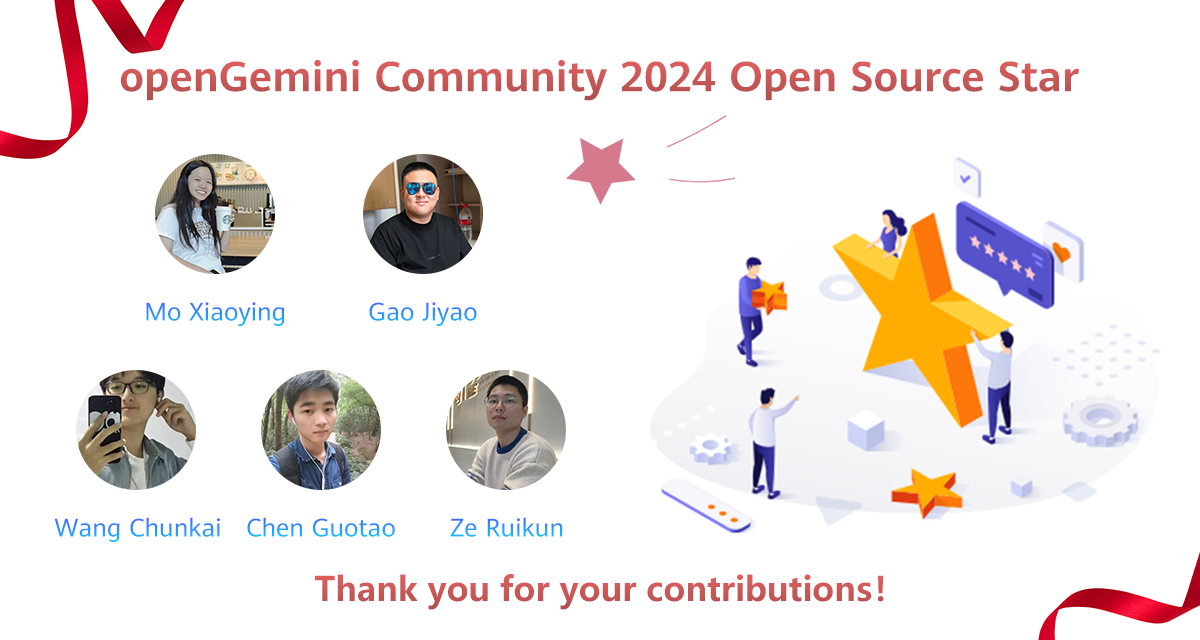 openGemini Community 2024 Open Source Star
Mo Xiaoying
Gao Jiyao
Wang Chunkai
Chen Guotao
Ze Ruikun
Thank you for your contributions!